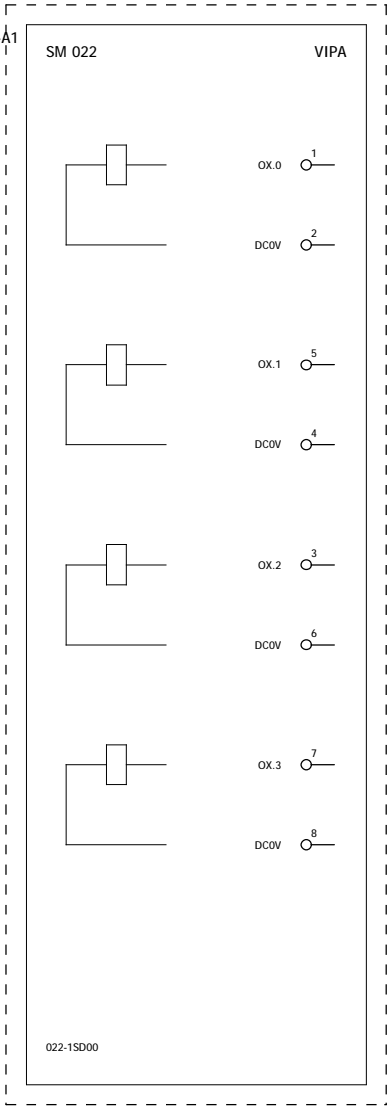 A1
SM 022 VIPA
1
OX.0
2
DC0V
5
OX.1
4
DC0V
3
OX.2
6
DC0V
7
OX.3
8
DC0V
022-1SD00